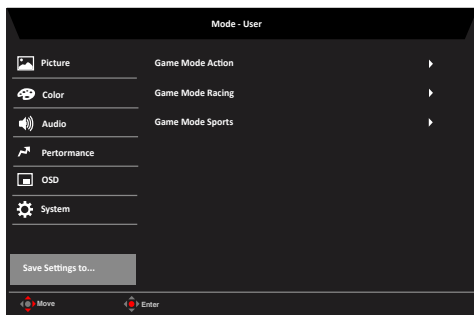 Mode - User
Picture
Game Mode Action
Color
Game Mode Racing
Audio
Game Mode Sports
Pertormance
OSD
System
Save Settings to...
Move
Enter